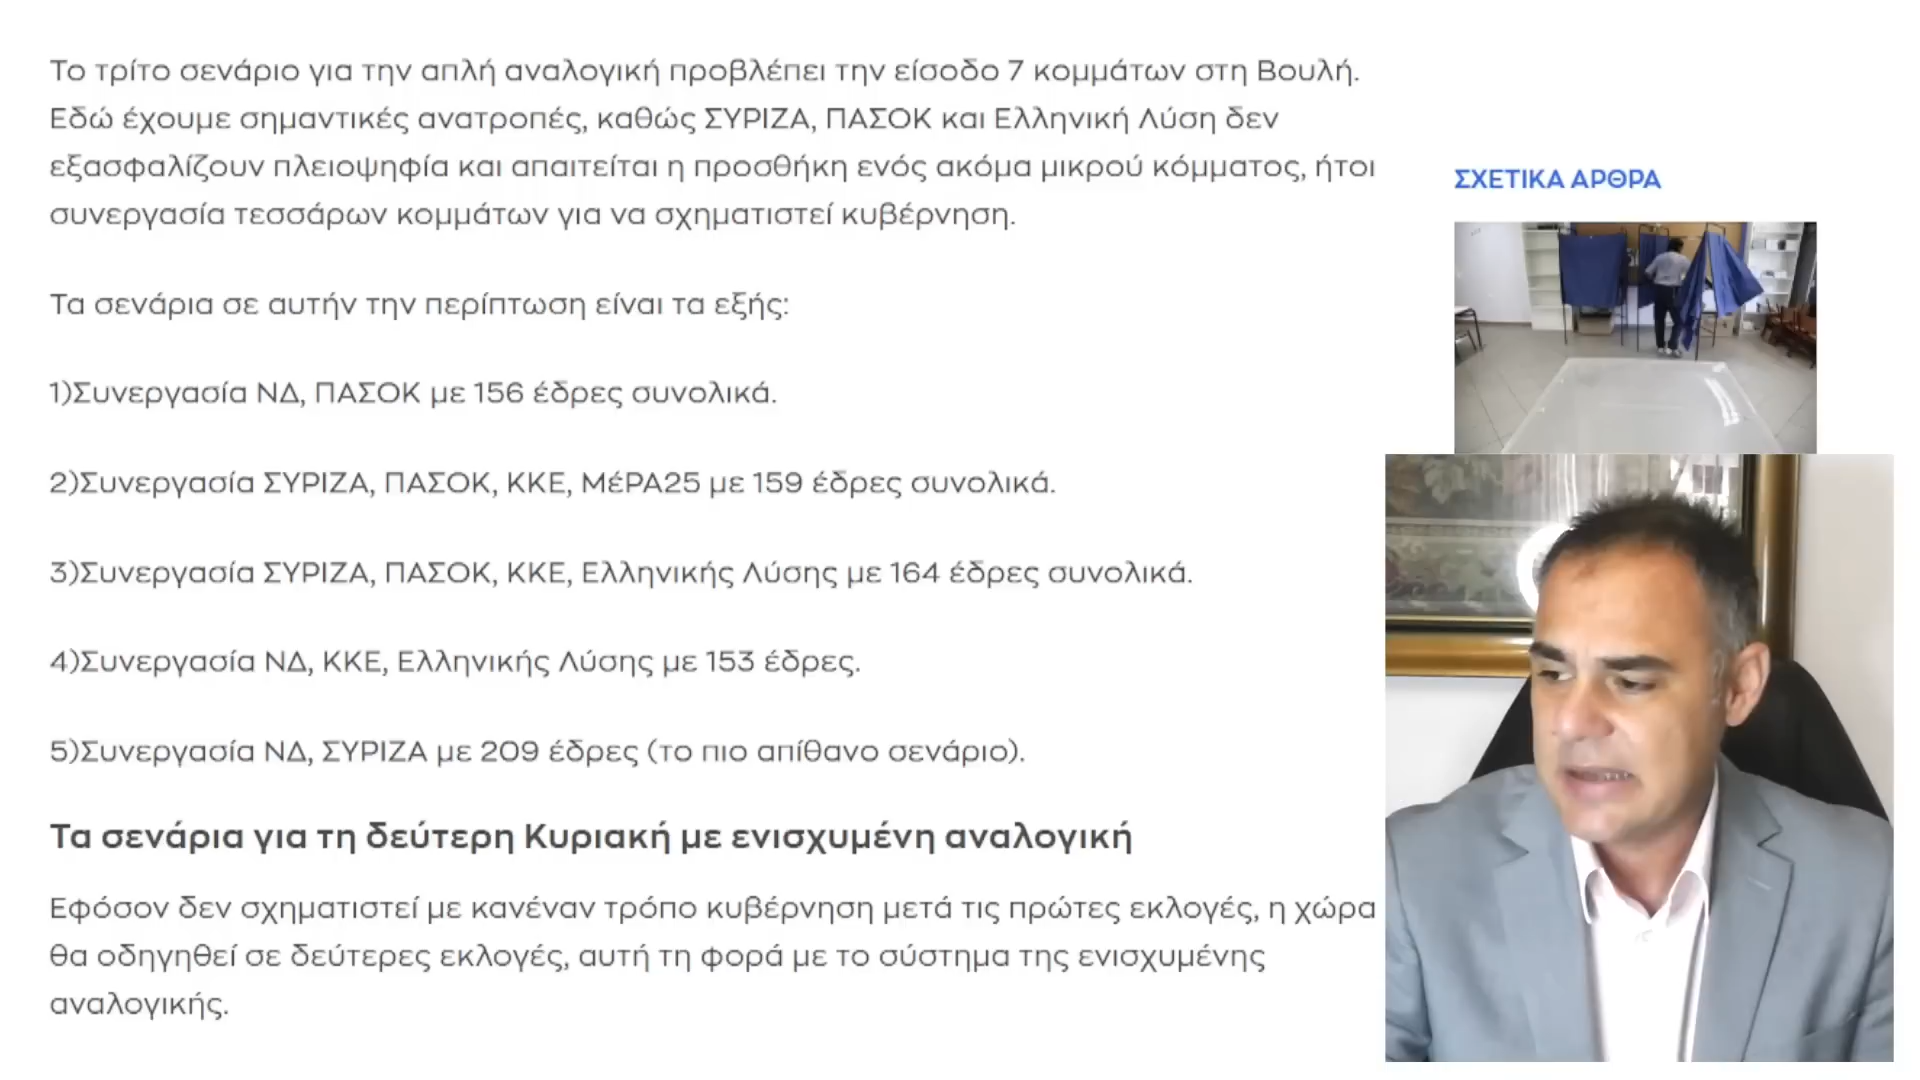 Το τρίτο σενάριο για την απλή αναλογική προβλέπει την είσοδο 7 κομμάτων στη Βουλή.
Εδώ έχουμε σημαντικές ανατροπές, καθώς ΣΥΡΙΖΑ, ΠΑΣΟΚ και Ελληνική Λύση δεν
εξασφαλίζουν πλειοψηφία και απαιτείται η προσθήκη ενός ακόμα μικρού κόμματος, ήτοι
συνεργασία τεσσάρων κομμάτων για να σχηματιστεί κυβέρνηση.
Τα σενάρια σε αυτήν την περίπτωση είναι τα εξής:
1)Συνεργασία ΝΔ, ΠΑΣΟΚ με 156 έδρες συνολικά.
2)Συνεργασία ΣΥΡΙΖΑ, ΠΑΣΟΚ, ΚΚΕ, ΜέΡΑ25 με 159 έδρες συνολικά.
3)Συνεργασία ΣΥΡΙΖΑ, ΠΑΣΟΚ, ΚΚΕ, Ελληνικής Λύσης με 164 έδρες συνολικά.
4)Συνεργασία ΝΔ, ΚΚΕ, Ελληνικής Λύσης με 153 έδρες.
5)Συνεργασία ΝΔ, ΣΥΡΙΖΑ με 209 έδρες (το πιο απίθανο σενάριο).
Τα σενάρια για τη δεύτερη Κυριακή με ενισχυμένη αναλογική
Εφόσον δεν σχηματιστεί με κανέναν τρόπο κυβέρνηση μετά τις πρώτες εκλογές, η χώρα
θα οδηγηθεί σε δεύτερες εκλογές, αυτή τη φορά με το σύστημα της ενισχυμένης
αναλογικής.
ΣΧΕΤΙΚΑ ΑΡΘΡΑ